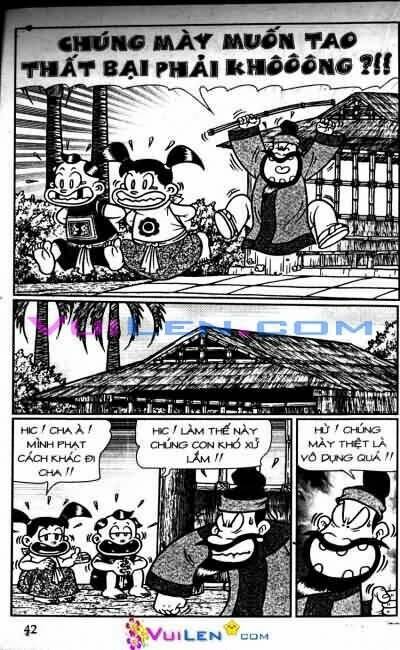 CHÚNG MÀY MUỐN TAO
THẤT BẠI PHẢI KHÔÔÔNG ?!!
VUILEN.COM
HIC ! CHA À !
MÌNH PHẠT
CÁCH KHÁC ĐI
CHA !!
HIC ! LÀM THẾ NÀY
CHÚNG CON KHÓ XỬ
LẮM !!
HỪ ! CHÚNG
MÀY THIỆT LÀ
VÔ DỤNG QUÁ !!
42
VUILEN.COM